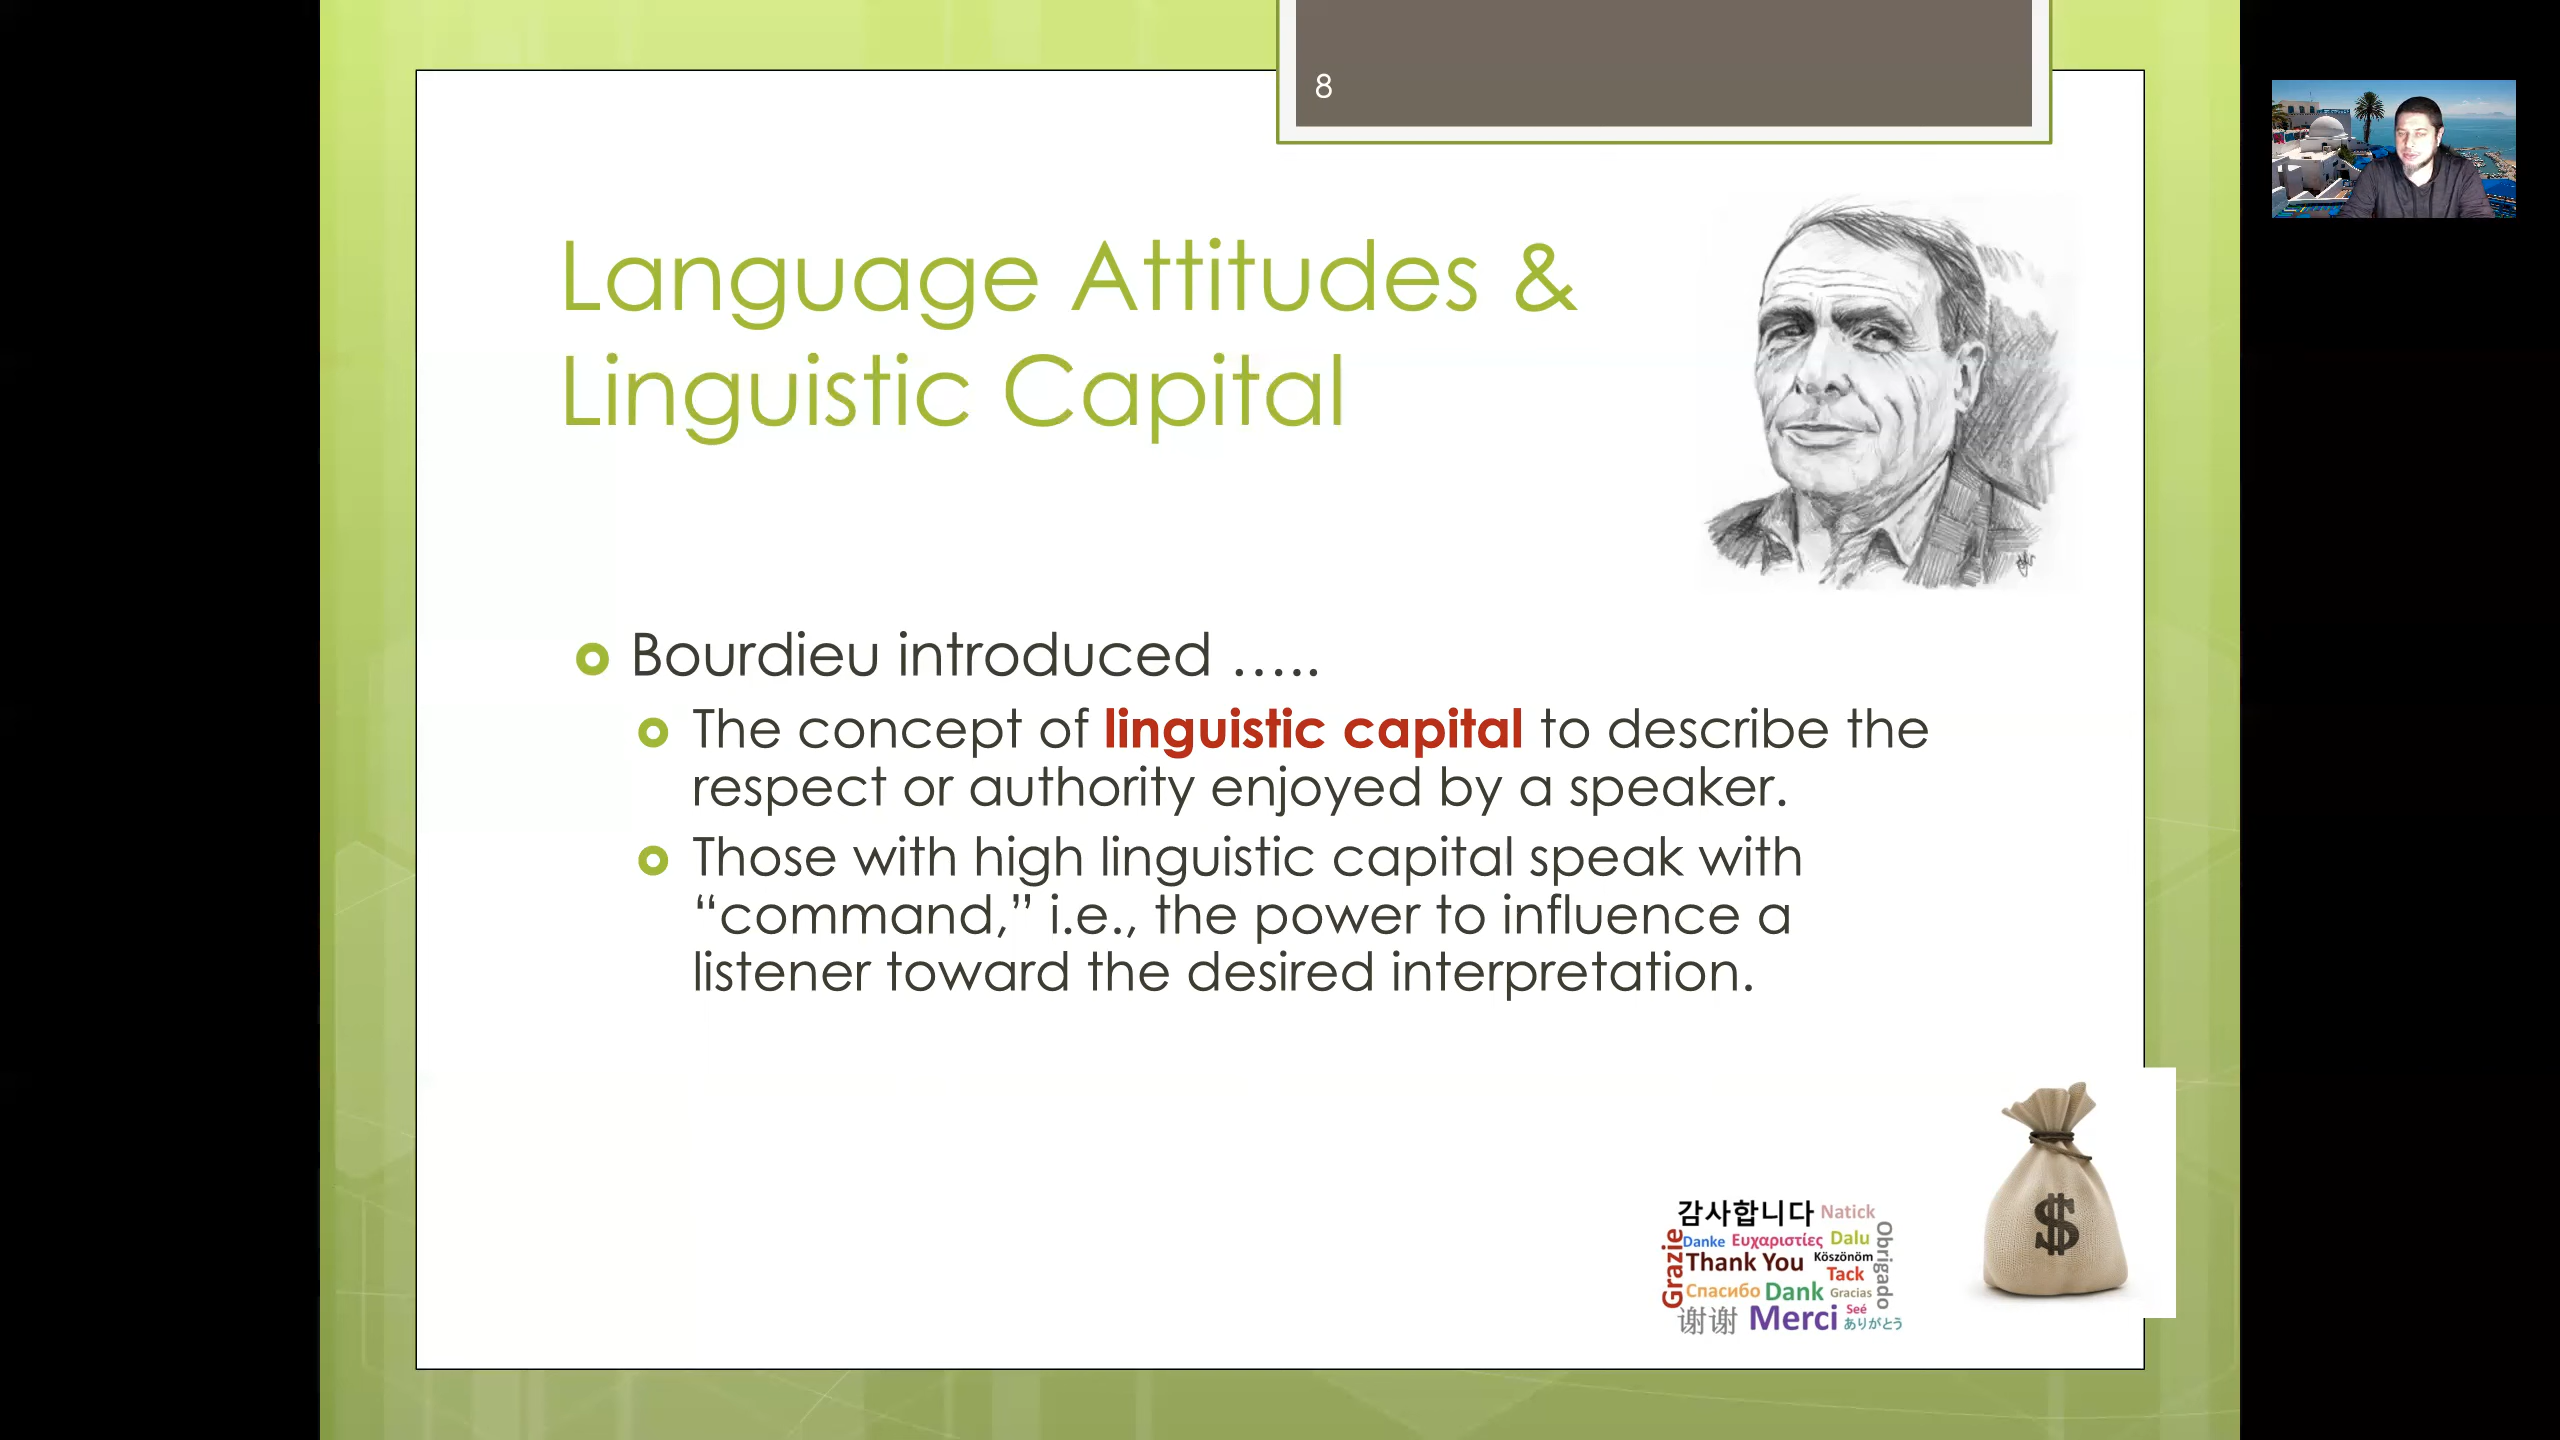 8
Language Attitudes &
Linguistic Capital
Bourdieu introduced .....
The concept of linguistic capital to describe the
respect or authority enjoyed by a speaker.
Those with high linguistic capital speak with
“command,” i.e., the power to influence a
listener toward the desired interpretation.
감사합니다 Natick
Grazie
Danke Ευχαριστίες Dalu
Obrigado
Thank You Köszönöm
Tack
Спасибо Dank Gracias
谢谢 Merci Seé
ありがとう
$